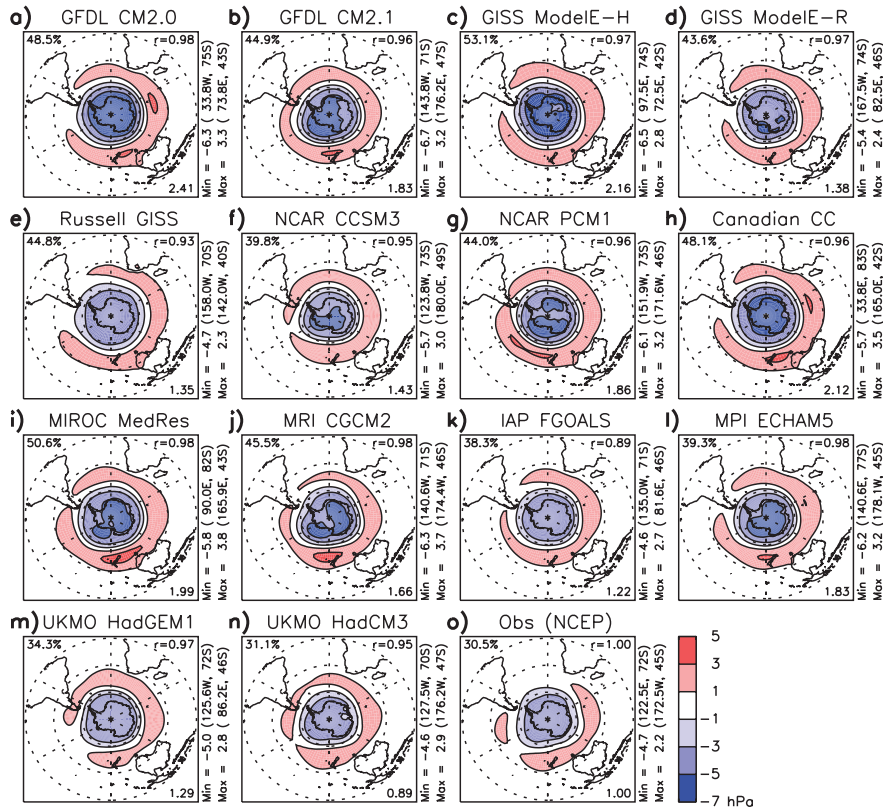 a) GFDL CM2.0
48.5% r=0.98
Min = -6.3 ( 33.8W, 75S)
Max = 3.3 ( 73.8E, 43S)
2.41
b) GFDL CM2.1
44.9% r=0.96
Min = -6.7 (143.8W, 71S)
Max = 3.2 (176.2E, 47S)
1.83
c) GISS ModelE-H
53.1% r=0.97
Min = -6.5 ( 97.5E, 74S)
Max = 2.8 ( 72.5E, 42S)
2.16
d) GISS ModelE-R
43.6% r=0.97
Min = -5.4 (167.5W, 74S)
Max = 2.4 ( 82.5E, 46S)
1.38
e) Russell GISS
44.8% r=0.93
Min = -4.7 (158.0W, 70S)
Max = 2.3 (142.0W, 40S)
1.35
f) NCAR CCSM3
39.8% r=0.95
Min = -5.7 (123.8W, 73S)
Max = 3.0 (180.0E, 49S)
1.43
g) NCAR PCM1
44.0% r=0.96
Min = -6.1 (151.9W, 73S)
Max = 3.2 (171.6W, 46S)
1.86
h) Canadian CC
48.1% r=0.96
Min = -5.7 ( 33.8E, 83S)
Max = 3.5 (165.0E, 42S)
2.12
i) MIROC MedRes
50.6% r=0.98
Min = -5.8 ( 90.0E, 82S)
Max = 3.8 (165.9E, 43S)
1.99
j) MRI CGCM2
45.5% r=0.98
Min = -6.3 (140.6W, 71S)
Max = 3.7 (174.4W, 46S)
1.66
k) IAP FGOALS
38.3% r=0.89
Min = -4.6 (135.0W, 71S)
Max = 2.7 ( 81.6E, 46S)
1.22
l) MPI ECHAM5
39.3% r=0.98
Min = -6.2 (140.6E, 77S)
Max = 3.2 (178.1W, 45S)
1.83
m) UKMO HadGEM1
34.3% r=0.97
Min = -5.0 (125.6W, 72S)
Max = 2.8 ( 86.2E, 46S)
1.29
n) UKMO HadCM3
31.1% r=0.95
Min = -4.6 (127.5W, 70S)
Max = 2.9 (176.2W, 47S)
0.89
o) Obs (NCEP)
30.5% r=1.00
Min = -4.7 (122.5E, 72S)
Max = 2.2 (172.5W, 45S)
1.00
5
3
1
-1
-3
-5
-7 hPa